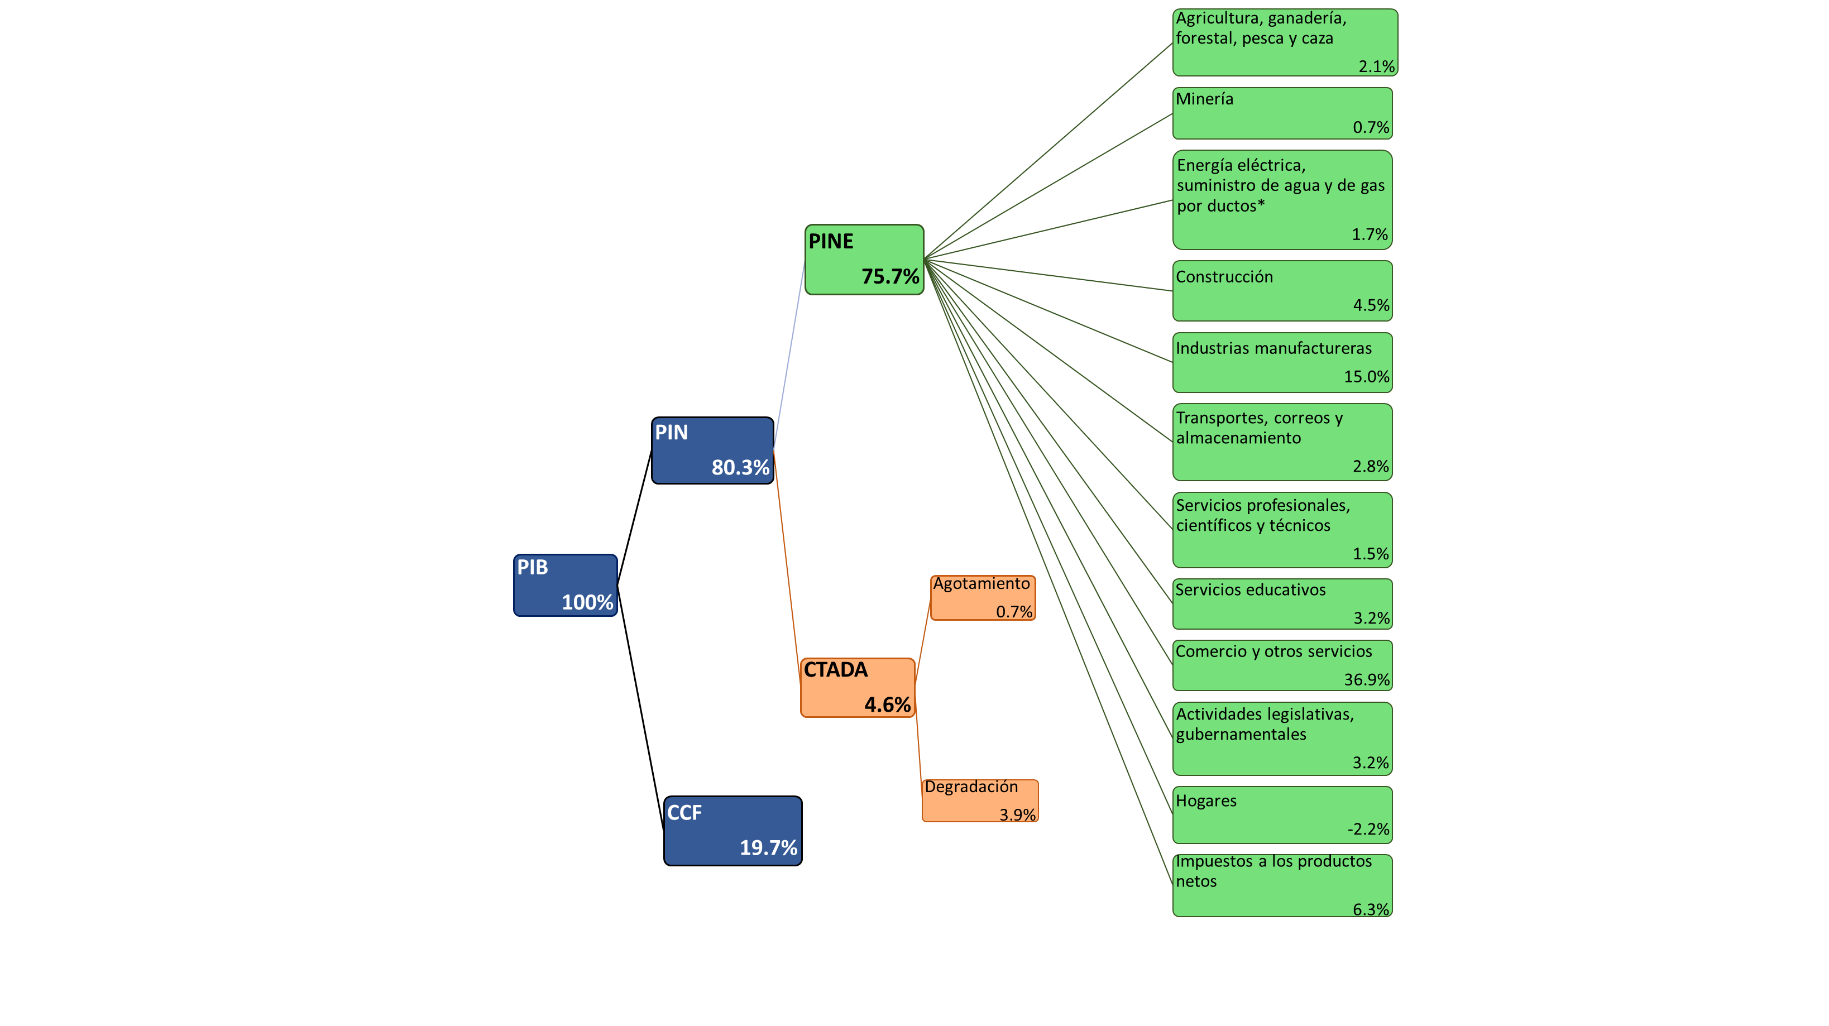 PIB
100%
PIN
80.3%
CCF
19.7%
PINE
75.7%
CTADA
4.6%
Agotamiento
0.7%
Degradación
3.9%
Agricultura, ganadería,
forestal, pesca y caza
2.1%
Minería
0.7%
Energía eléctrica,
suministro de agua y de gas
por ductos*
1.7%
Construcción
4.5%
Industrias manufactureras
15.0%
Transportes, correos y
almacenamiento
2.8%
Servicios profesionales,
científicos y técnicos
1.5%
Servicios educativos
3.2%
Comercio y otros servicios
36.9%
Actividades legislativas,
gubernamentales
3.2%
Hogares
-2.2%
Impuestos a los productos
netos
6.3%